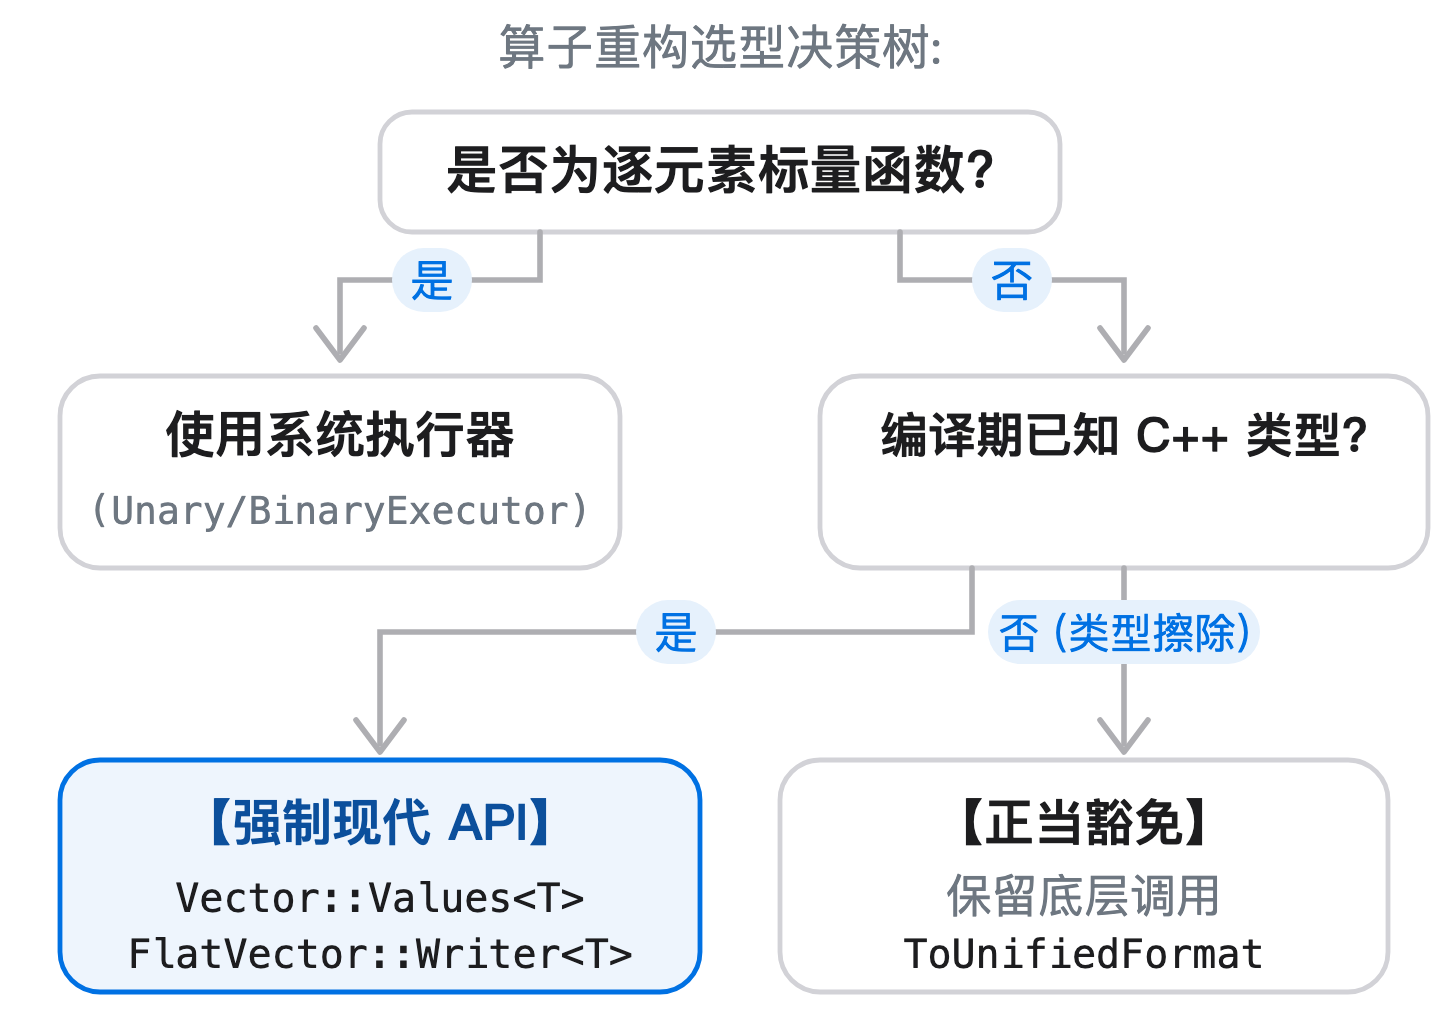 算子重构选型决策树:
是否为逐元素标量函数?
是
否
使用系统执行器
(Unary/BinaryExecutor)
编译期已知 C++ 类型?
是
否 (类型擦除)
【强制现代 API】
Vector::Values<T>
FlatVector::Writer<T>
【正当豁免】
保留底层调用
ToUnifiedFormat